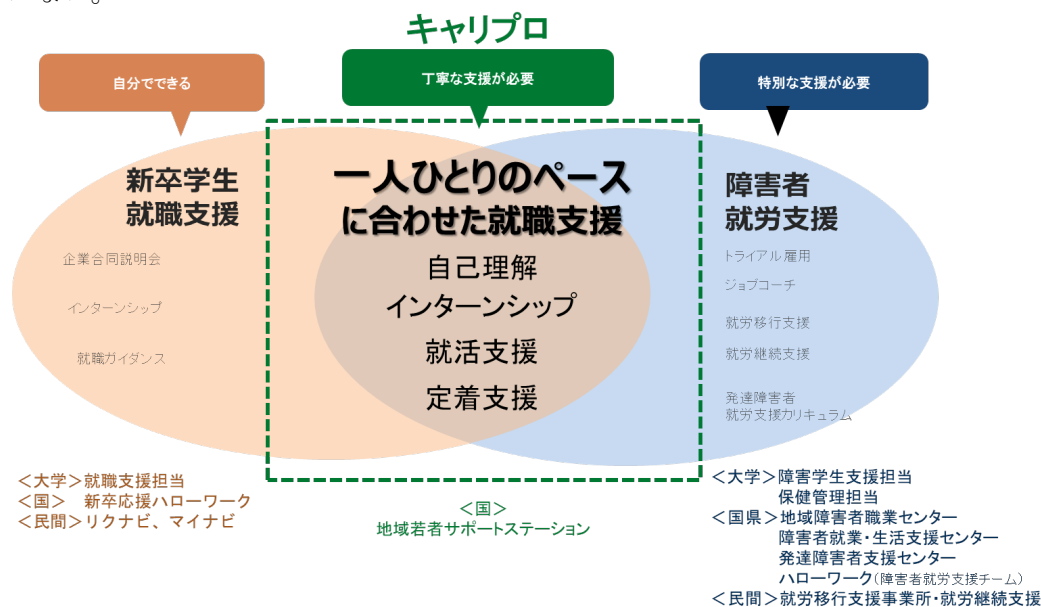 キャリプロ
自分でできる
丁寧な支援が必要
特別な支援が必要
新卒学生
就職支援
企業合同説明会
インターンシップ
就職ガイダンス
一人ひとりのペース
に合わせた就職支援
自己理解
インターンシップ
就活支援
定着支援
障害者
就労支援
トライアル雇用
ジョブコーチ
就労移行支援
就労継続支援
発達障害者
就労支援カリキュラム
＜大学＞就職支援担当
＜国＞　新卒応援ハローワーク
＜民間＞リクナビ、マイナビ
＜国＞
地域若者サポートステーション
＜大学＞障害学生支援担当
保健管理担当
＜国県＞地域障害者職業センター
障害者就業・生活支援センター
発達障害者支援センター
ハローワーク（障害者就労支援チーム）
＜民間＞就労移行支援事業所・就労継続支援